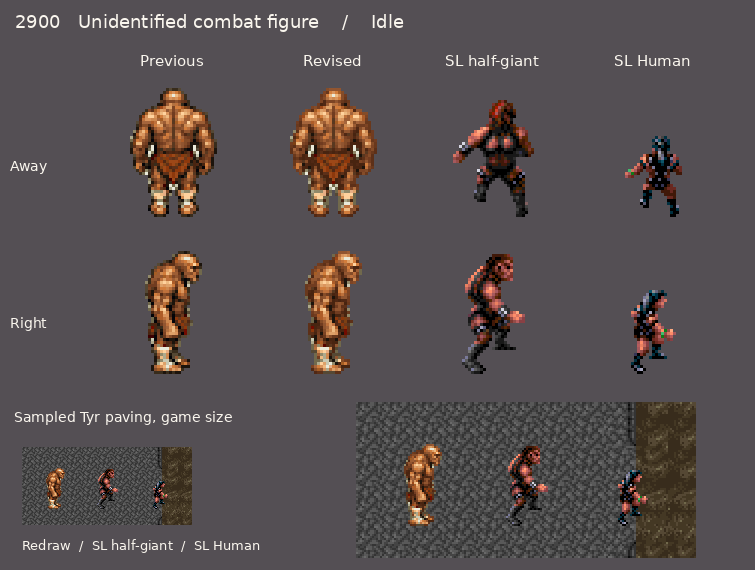 2900 Unidentified combat figure / Idle
Previous Revised SL half-giant SL Human
Away
Right
Sampled Tyr paving, game size
Redraw / SL half-giant / SL Human